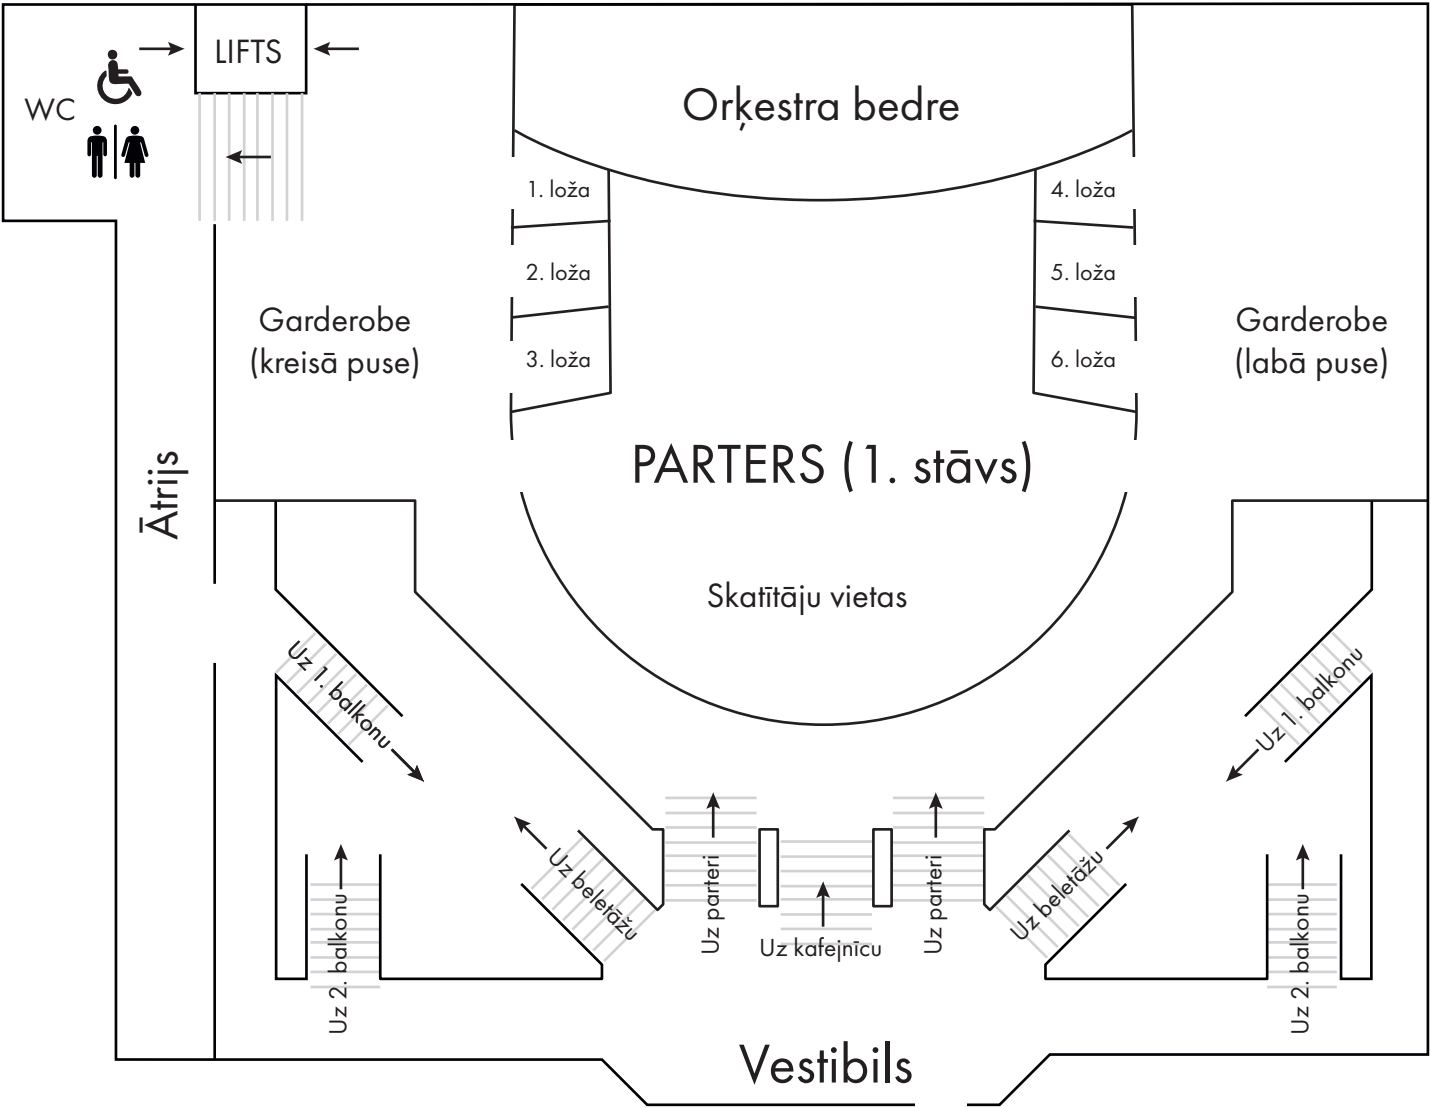 LIFTS
WC
Orķestra bedre
1. loža
4. loža
2. loža
5. loža
3. loža
6. loža
Garderobe
(kreisā puse)
Garderobe
(labā puse)
PARTERS (1. stāvs)
Ātrijs
Skatītāju vietas
Uz 1. balkonu
Uz 1. balkonu
Uz 2. balkonu
Uz beletāžu
Uz parteri
Uz kafejnīcu
Uz parteri
Uz beletāžu
Uz 2. balkonu
Vestibils